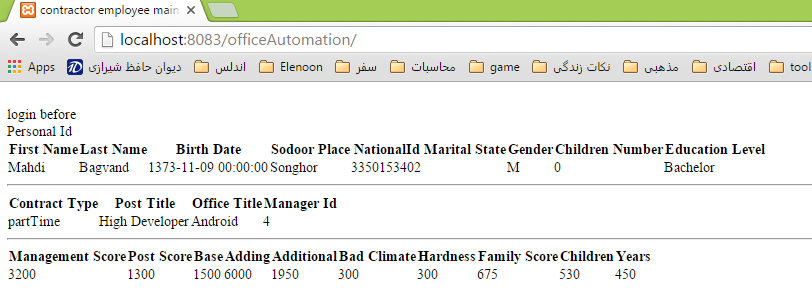 contractor employee main
localhost:8083/officeAutomation/
Apps دیوان حافظ شیرازی اندلس Elenoon سفر محاسبات game نکات زندگی مذهبی اقتصادی tool
login before
Personal Id
First Name Last Name Birth Date Sodoor Place NationalId Marital State Gender Children Number Education Level
Mahdi Bagvand 1373-11-09 00:00:00 Songhor 3350153402 M 0 Bachelor
Contract Type Post Title Office Title Manager Id
partTime High Developer Android 4
Management Score Post Score Base Adding Additional Bad Climate Hardness Family Score Children Years
3200 1300 1500 6000 1950 300 300 675 530 450